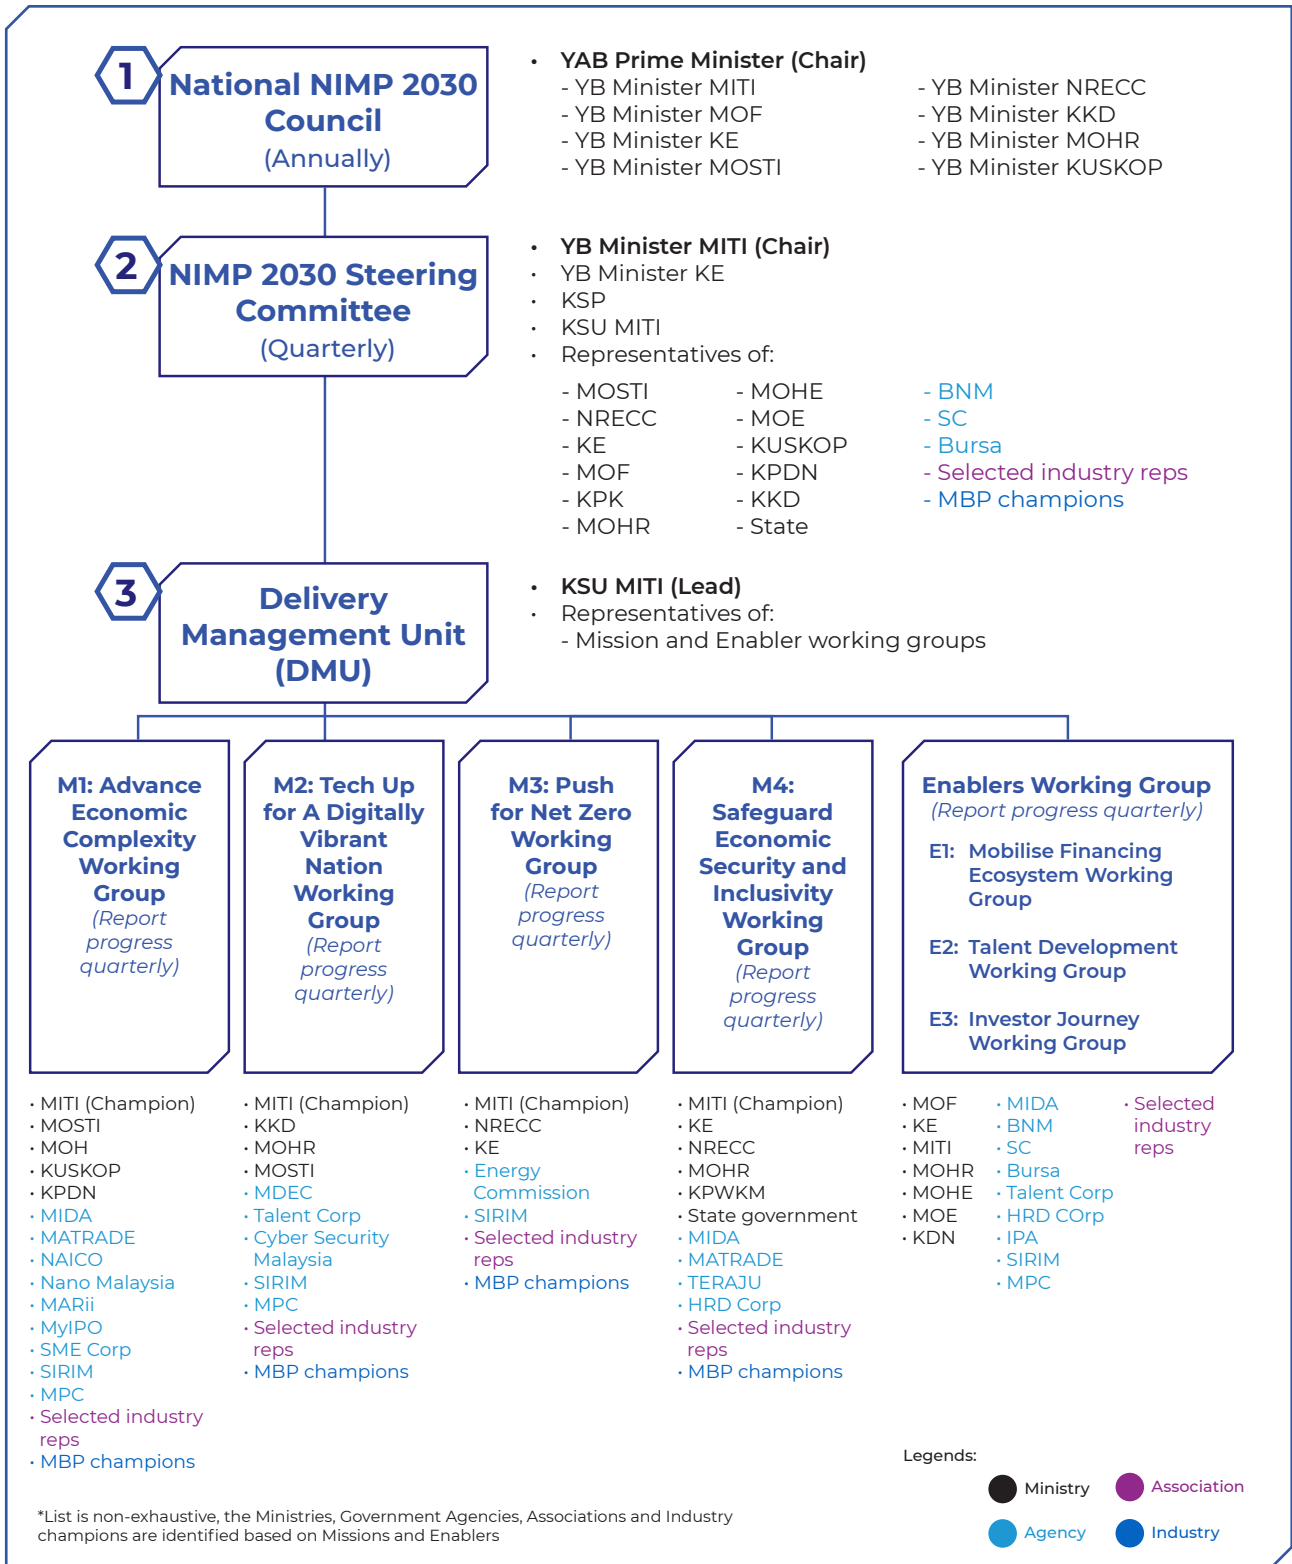 1
National NIMP 2030
Council
(Annually)
• YAB Prime Minister (Chair)
- YB Minister MITI
- YB Minister MOF
- YB Minister KE
- YB Minister MOSTI
- YB Minister NRECC
- YB Minister KKD
- YB Minister MOHR
- YB Minister KUSKOP
2
NIMP 2030 Steering
Committee
(Quarterly)
• YB Minister MITI (Chair)
• YB Minister KE
• KSP
• KSU MITI
• Representatives of:
- MOSTI
- NRECC
- KE
- MOF
- KPK
- MOHR
- MOHE
- MOE
- KUSKOP
- KPDN
- KKD
- State
- BNM
- SC
- Bursa
- Selected industry reps
- MBP champions
3
Delivery
Management Unit
(DMU)
• KSU MITI (Lead)
• Representatives of:
- Mission and Enabler working groups
M1: Advance
Economic
Complexity
Working
Group
(Report
progress
quarterly)
• MITI (Champion)
• MOSTI
• MOH
• KUSKOP
• KPDN
• MIDA
• MATRADE
• NAICO
• Nano Malaysia
• MARii
• MyIPO
• SME Corp
• SIRIM
• MPC
• Selected industry
reps
• MBP champions
M2: Tech Up
for A Digitally
Vibrant
Nation
Working
Group
(Report
progress
quarterly)
• MITI (Champion)
• KKD
• MOHR
• MOSTI
• MDEC
• Talent Corp
• Cyber Security
Malaysia
• SIRIM
• MPC
• Selected industry
reps
• MBP champions
M3: Push
for Net Zero
Working
Group
(Report
progress
quarterly)
• MITI (Champion)
• NRECC
• KE
• Energy
Commission
• SIRIM
• Selected industry
reps
• MBP champions
M4:
Safeguard
Economic
Security and
Inclusivity
Working
Group
(Report
progress
quarterly)
• MITI (Champion)
• KE
• NRECC
• MOHR
• KPWKM
• State government
• MIDA
• MATRADE
• TERAJU
• HRD Corp
• Selected industry
reps
• MBP champions
Enablers Working Group
(Report progress quarterly)
E1: Mobilise Financing
Ecosystem Working
Group
E2: Talent Development
Working Group
E3: Investor Journey
Working Group
• MOF
• KE
• MITI
• MOHR
• MOHE
• MOE
• KDN
• MIDA
• BNM
• SC
• Bursa
• Talent Corp
• HRD COrp
• IPA
• SIRIM
• MPC
• Selected
industry
reps
Legends:
Ministry
Association
Agency
Industry
*List is non-exhaustive, the Ministries, Government Agencies, Associations and Industry
champions are identified based on Missions and Enablers